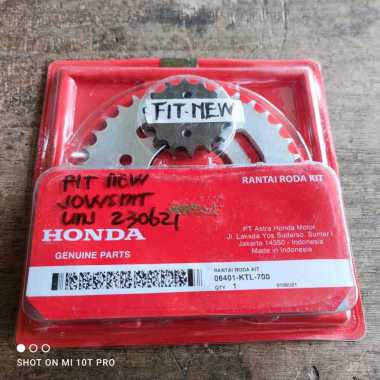 FIT-NEW
FIT NEW
230621
HONDA
GENUINE PARTS
RANTAI RODA KIT
PT Astra Honda Motor
Jl. Laksda Yos Sudarso, Sunter I
Jakarta 14350 - Indonesia
Made in Indonesia
RANTAI RODA KIT
06401-KTL-700
QTY 1
SHOT ON MI 10T PRO